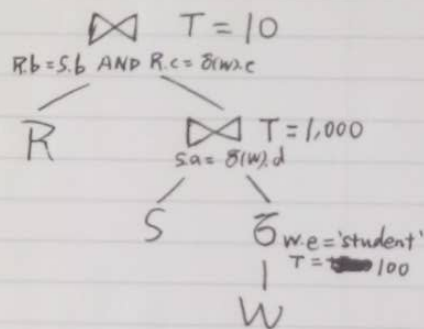 ⋈ T = 10
R.b = S.b AND R.c = δ(w).c
R
⋈ T = 1,000
S.a = δ(w).d
S
σ w.e = 'student'
T = 100
W